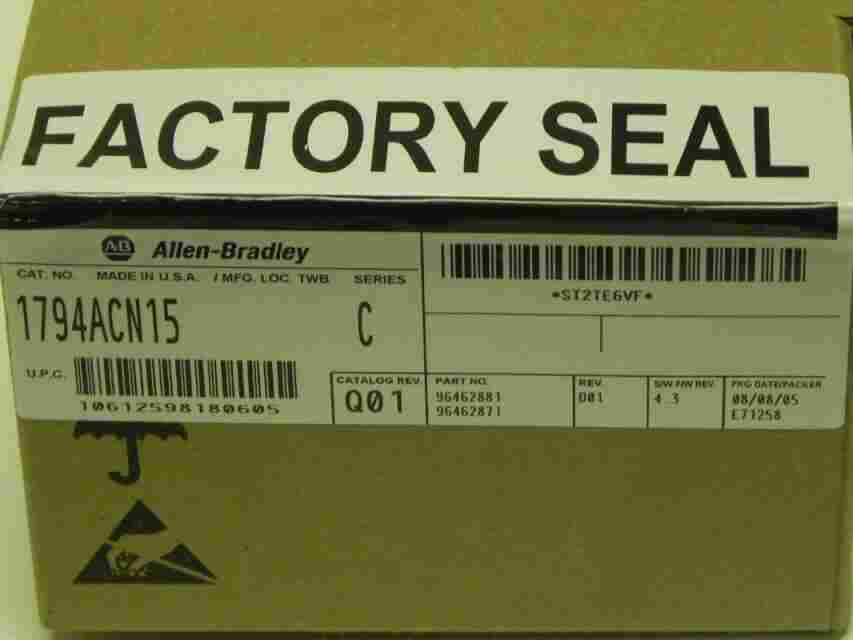 FACTORY SEAL
AB Allen-Bradley
CAT. NO. MADE IN U.S.A. / MFG. LOC. TWB SERIES
1794ACN15 C
U.P.C.
10612598180605
CATALOG REV.
Q01
*ST2TE6VF*
PART NO.
96462881
96462871
REV.
D01
S/W F/W REV.
4 3
PKG DATE/PACKER
08/08/05
E71258